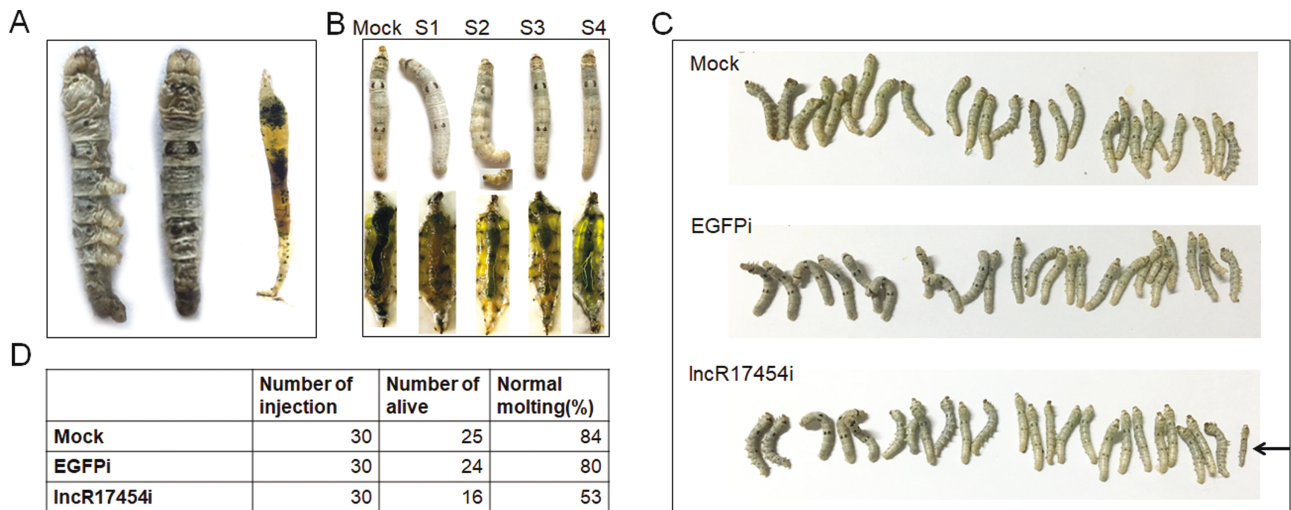 A
B
Mock S1 S2 S3 S4
C
Mock
EGFPi
lncR17454i
D
Number of injection Number of alive Normal molting(%)
Mock 30 25 84
EGFPi 30 24 80
lncR17454i 30 16 53